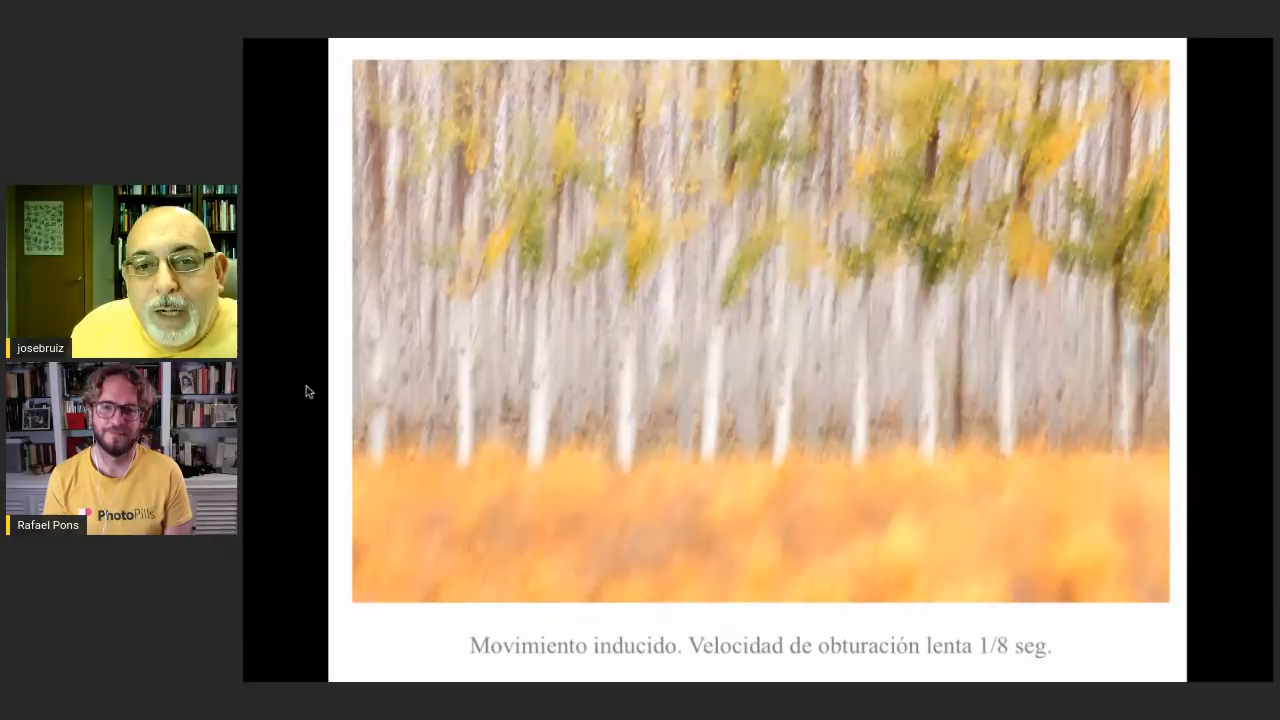 josebruiz
PhotoPills
Rafael Pons
Movimiento inducido. Velocidad de obturación lenta 1/8 seg.